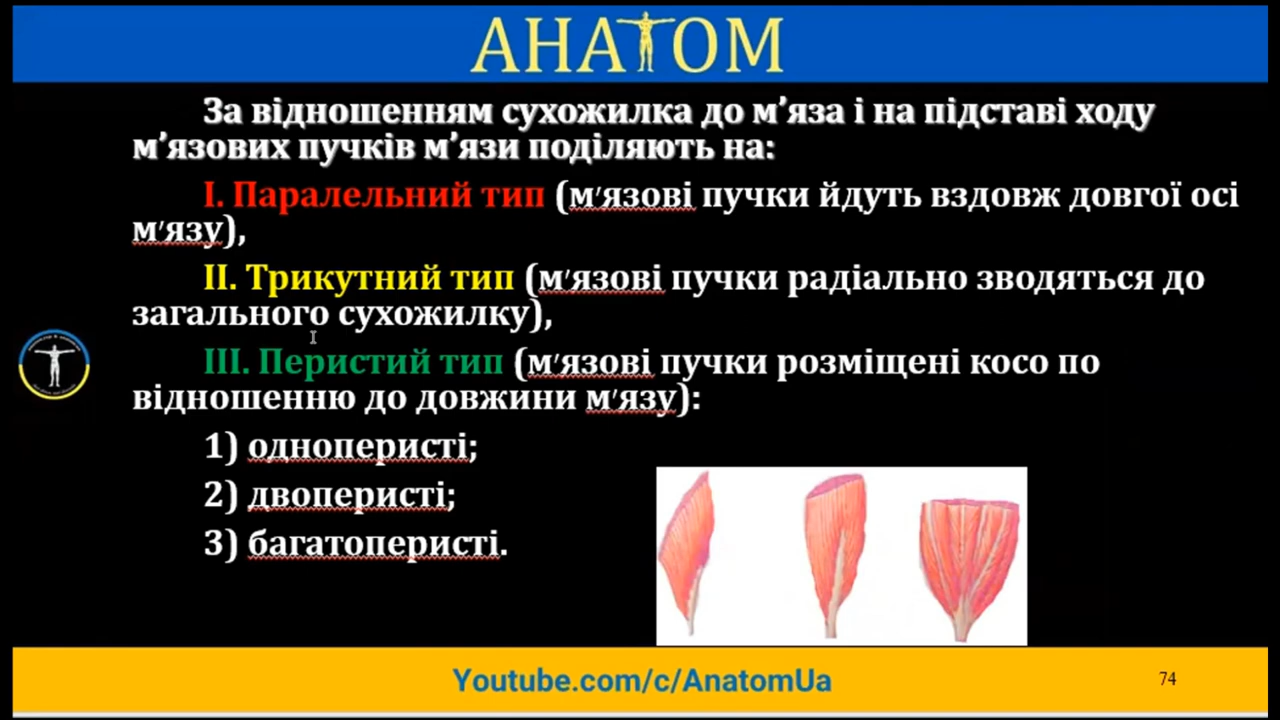 АНАТОМ
За відношенням сухожилка до м’яза і на підставі ходу
м’язових пучків м’язи поділяють на:
І. Паралельний тип (м′язові пучки йдуть вздовж довгої осі
м′язу),
ІІ. Трикутний тип (м′язові пучки радіально зводяться до
загального сухожилку),
ІІІ. Перистий тип (м′язові пучки розміщені косо по
відношенню до довжини м′язу):
1) одноперисті;
2) двоперисті;
3) багатоперисті.
Youtube.com/c/AnatomUa
74